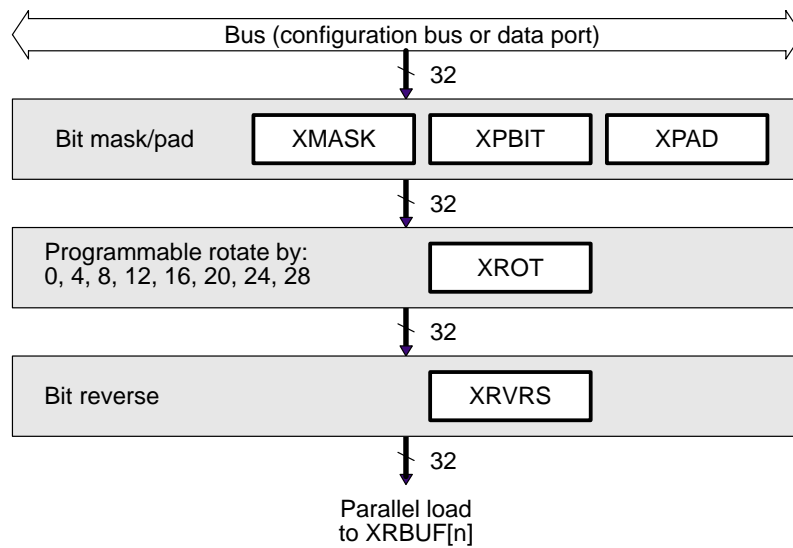 Bus (configuration bus or data port)
32
Bit mask/pad XMASK XPBIT XPAD
32
Programmable rotate by:
0, 4, 8, 12, 16, 20, 24, 28 XROT
32
Bit reverse XRVRS
32
Parallel load
to XRBUF[n]